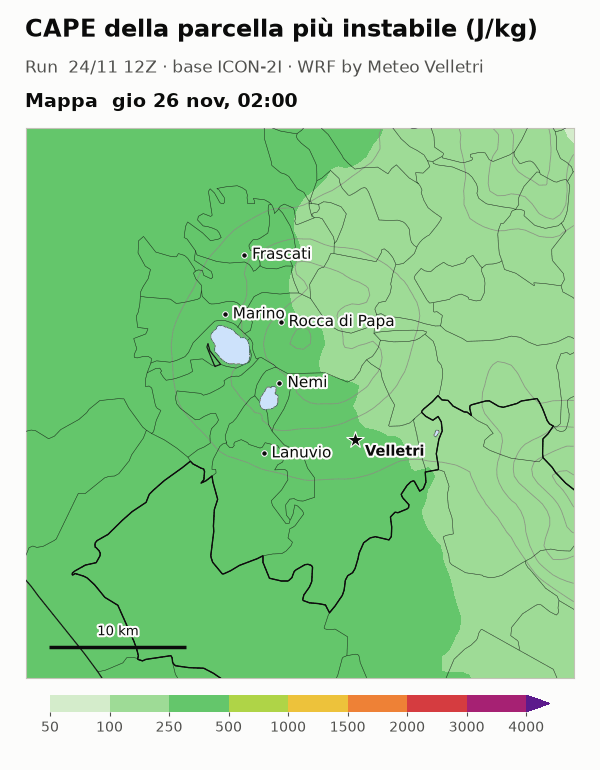 CAPE della parcella più instabile (J/kg)
Run  24/11 12Z · base ICON-2I · WRF by Meteo Velletri
Mappa  gio 26 nov, 02:00
Frascati
Marino
Rocca di Papa
Nemi
Velletri
Lanuvio
10 km
50 100 250 500 1000 1500 2000 3000 4000